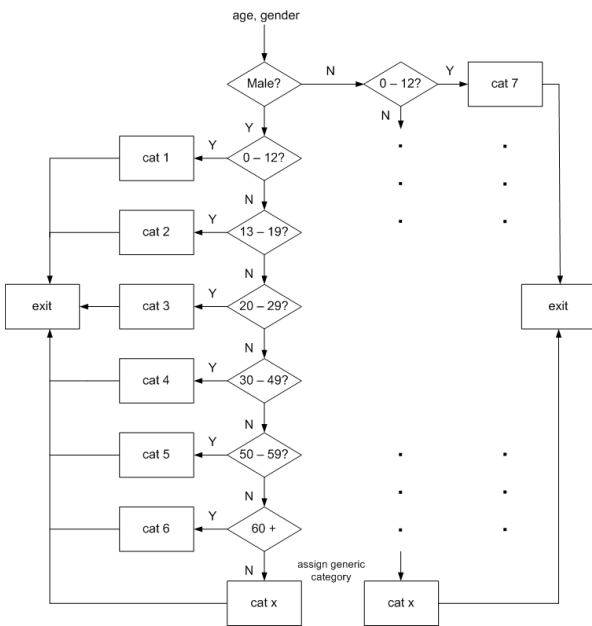 age, gender
Male?
N
0 – 12?
Y
cat 7
Y
N
cat 1
Y
0 – 12?
N
cat 2
Y
13 – 19?
N
exit
cat 3
Y
20 – 29?
exit
N
cat 4
Y
30 – 49?
N
cat 5
Y
50 – 59?
N
cat 6
Y
60 +
N
assign generic
category
cat x
cat x